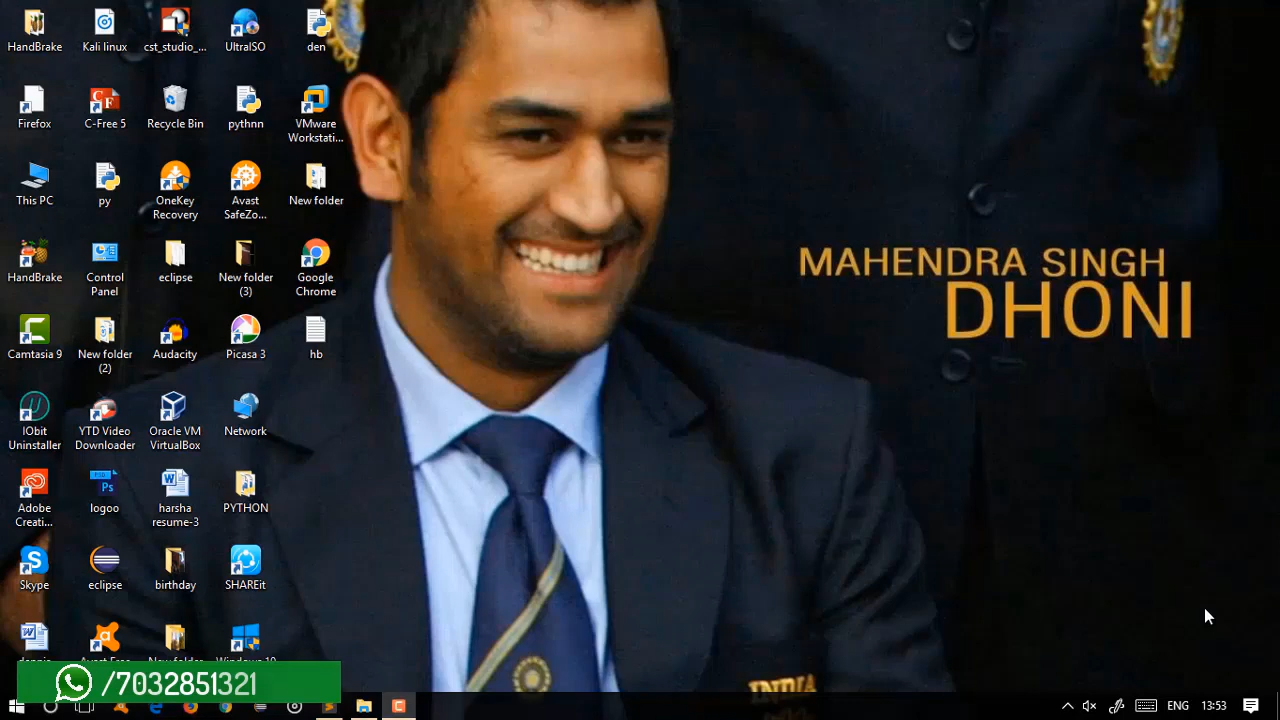 HandBrake
Kali linux
cst_studio_...
UltraISO
den
Firefox
C-Free 5
Recycle Bin
pythnn
VMware
Workstati...
This PC
py
OneKey
Recovery
Avast
SafeZo...
New folder
HandBrake
Control
Panel
eclipse
New folder
(3)
Google
Chrome
MAHENDRA SINGH
DHONI
Camtasia 9
New folder
(2)
Audacity
Picasa 3
hb
IObit
Uninstaller
YTD Video
Downloader
Oracle VM
VirtualBox
Network
Adobe
Creati...
PSD
Ps
logoo
harsha
resume-3
PYTHON
Skype
eclipse
birthday
SHAREit
INDIA
/7032851321
ENG
13:53